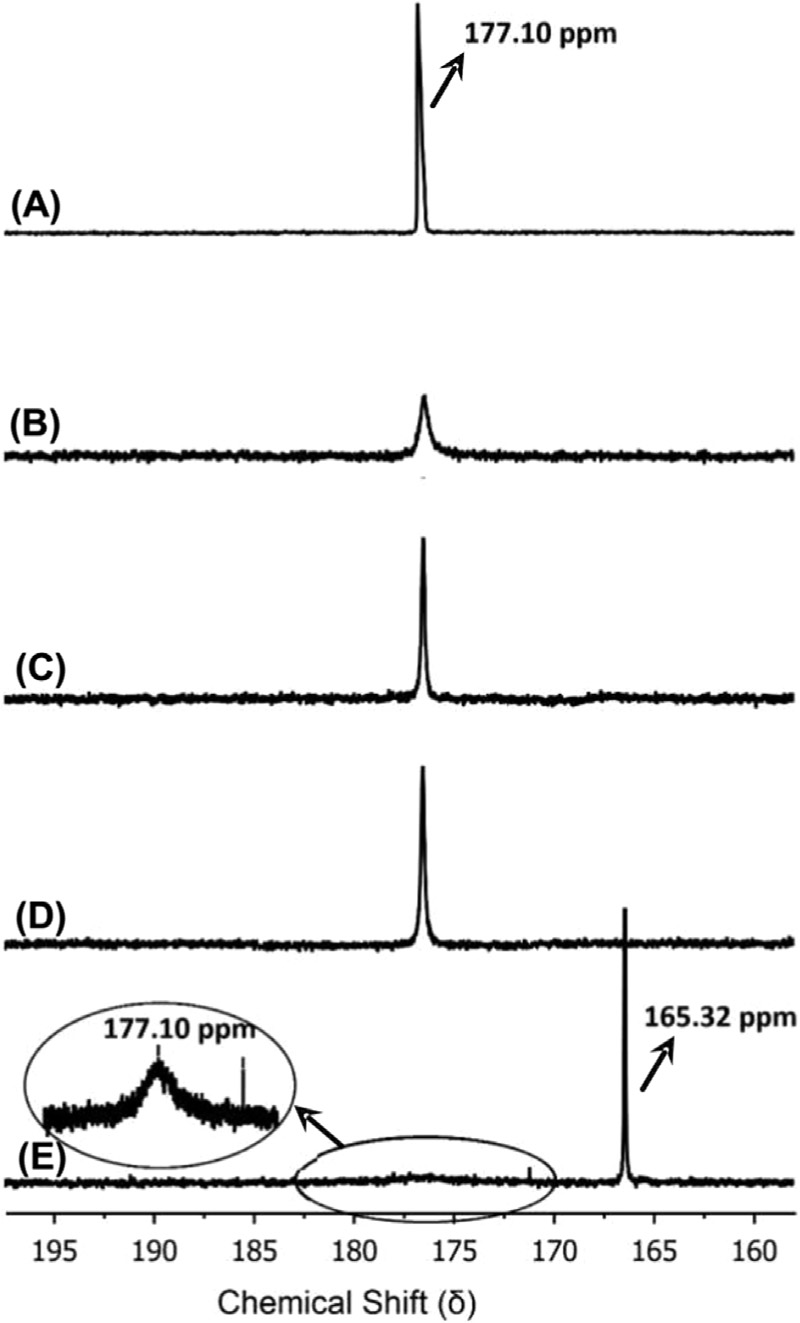 177.10 ppm
(A)
(B)
(C)
(D)
177.10 ppm
165.32 ppm
(E)
195 190 185 180 175 170 165 160
Chemical Shift (δ)